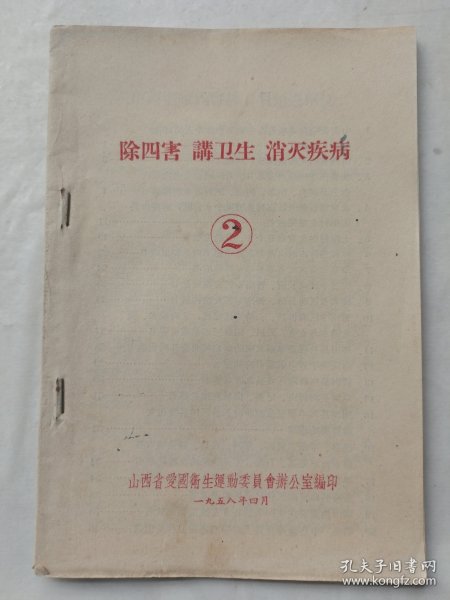 除四害 講卫生 消灭疾病
②
山西省愛國衛生運動委員會辦公室編印
一九五八年四月
孔夫子旧书网
www.kongfz.com